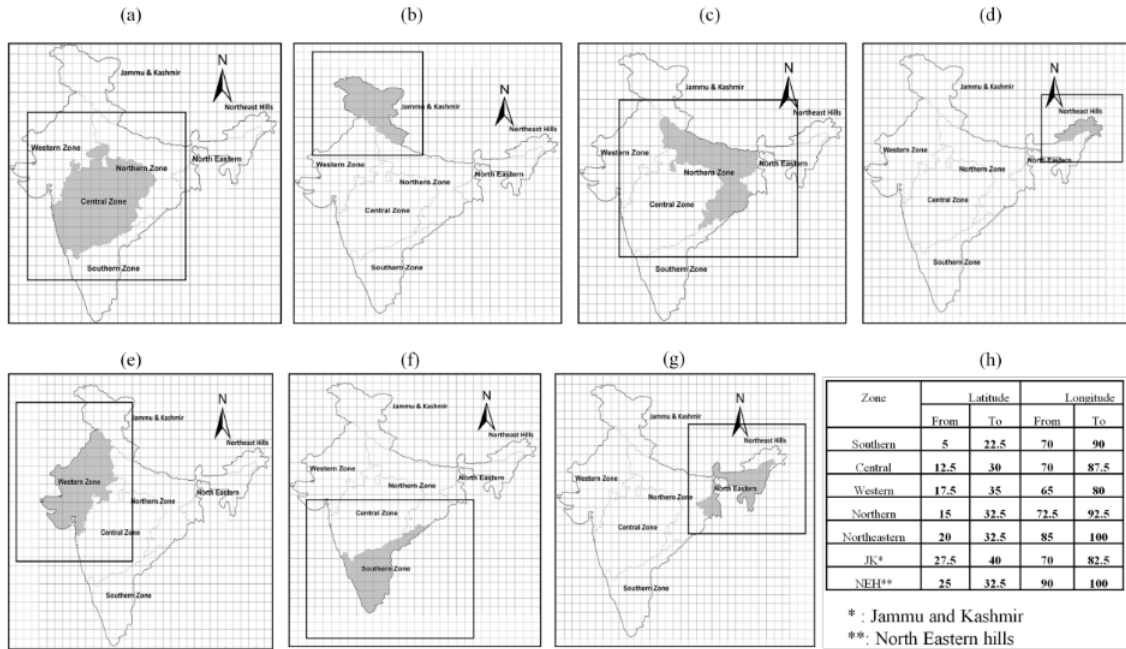 (a)
(b)
(c)
(d)
N
Jammu & Kashmir
Northeast Hills
Western Zone
Northern Zone
North Eastern
Central Zone
Southern Zone
N
Jammu & Kashmir
Northeast Hills
Western Zone
Northern Zone
North Eastern
Central Zone
Southern Zone
N
Jammu & Kashmir
Northeast Hills
Western Zone
Northern Zone
North Eastern
Central Zone
Southern Zone
N
Jammu & Kashmir
Northeast Hills
Western Zone
Northern Zone
North Eastern
Central Zone
Southern Zone
(e)
(f)
(g)
(h)
N
Jammu & Kashmir
Northeast Hills
Western Zone
Northern Zone
North Eastern
Central Zone
Southern Zone
N
Jammu & Kashmir
Northeast Hills
Western Zone
Northern Zone
North Eastern
Central Zone
Southern Zone
N
Jammu & Kashmir
Northeast Hills
Western Zone
Northern Zone
North Eastern
Central Zone
Southern Zone
Zone Latitude Longitude
From To From To
Southern 5 22.5 70 90
Central 12.5 30 70 87.5
Western 17.5 35 65 80
Northern 15 32.5 72.5 92.5
Northeastern 20 32.5 85 100
JK* 27.5 40 70 82.5
NEH** 25 32.5 90 100
* : Jammu and Kashmir
**: North Eastern hills